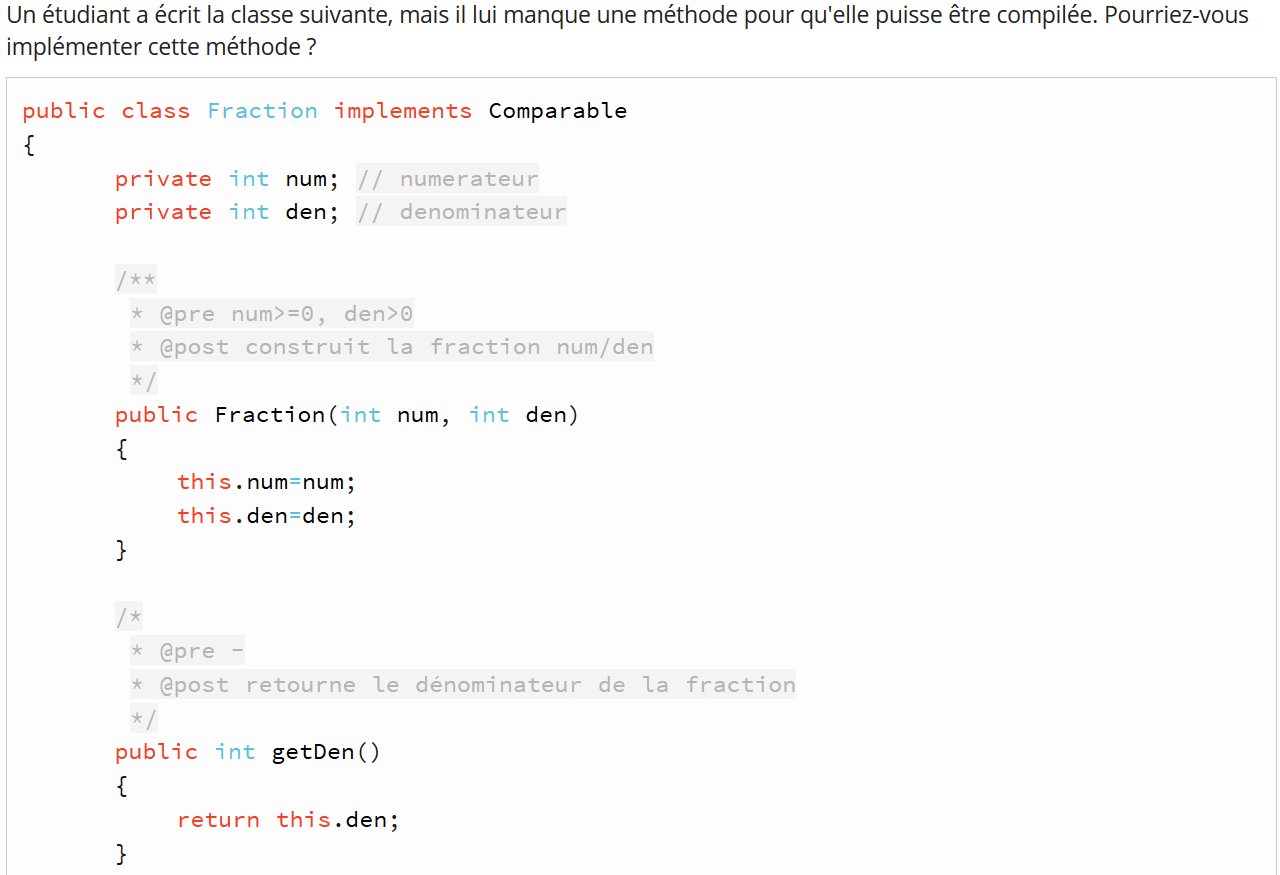 Un étudiant a écrit la classe suivante, mais il lui manque une méthode pour qu'elle puisse être compilée. Pourriez-vous
implémenter cette méthode ?
public class Fraction implements Comparable
{
private int num; // numerateur
private int den; // denominateur
/**
* @pre num>=0, den>0
* @post construit la fraction num/den
*/
public Fraction(int num, int den)
{
this.num=num;
this.den=den;
}
/*
* @pre -
* @post retourne le dénominateur de la fraction
*/
public int getDen()
{
return this.den;
}